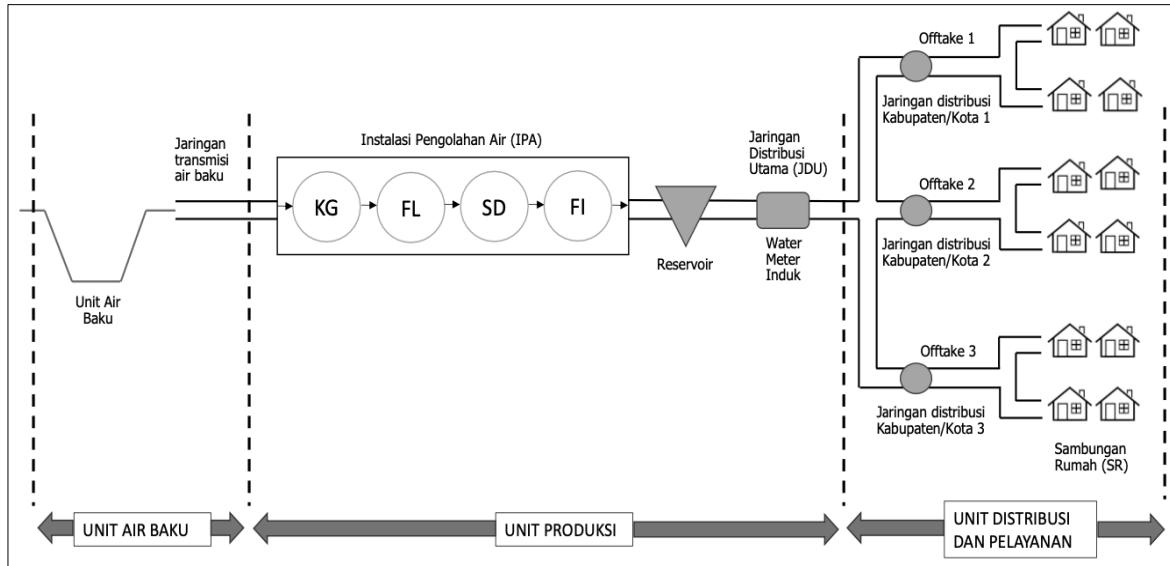 Jaringan
transmisi
air baku
Unit Air
Baku
Instalasi Pengolahan Air (IPA)
KG
FL
SD
FI
Reservoir
Jaringan
Distribusi
Utama (JDU)
Water
Meter
Induk
Offtake 1
Jaringan distribusi
Kabupaten/Kota 1
Offtake 2
Jaringan distribusi
Kabupaten/Kota 2
Offtake 3
Jaringan distribusi
Kabupaten/Kota 3
Sambungan
Rumah (SR)
UNIT AIR BAKU
UNIT PRODUKSI
UNIT DISTRIBUSI
DAN PELAYANAN